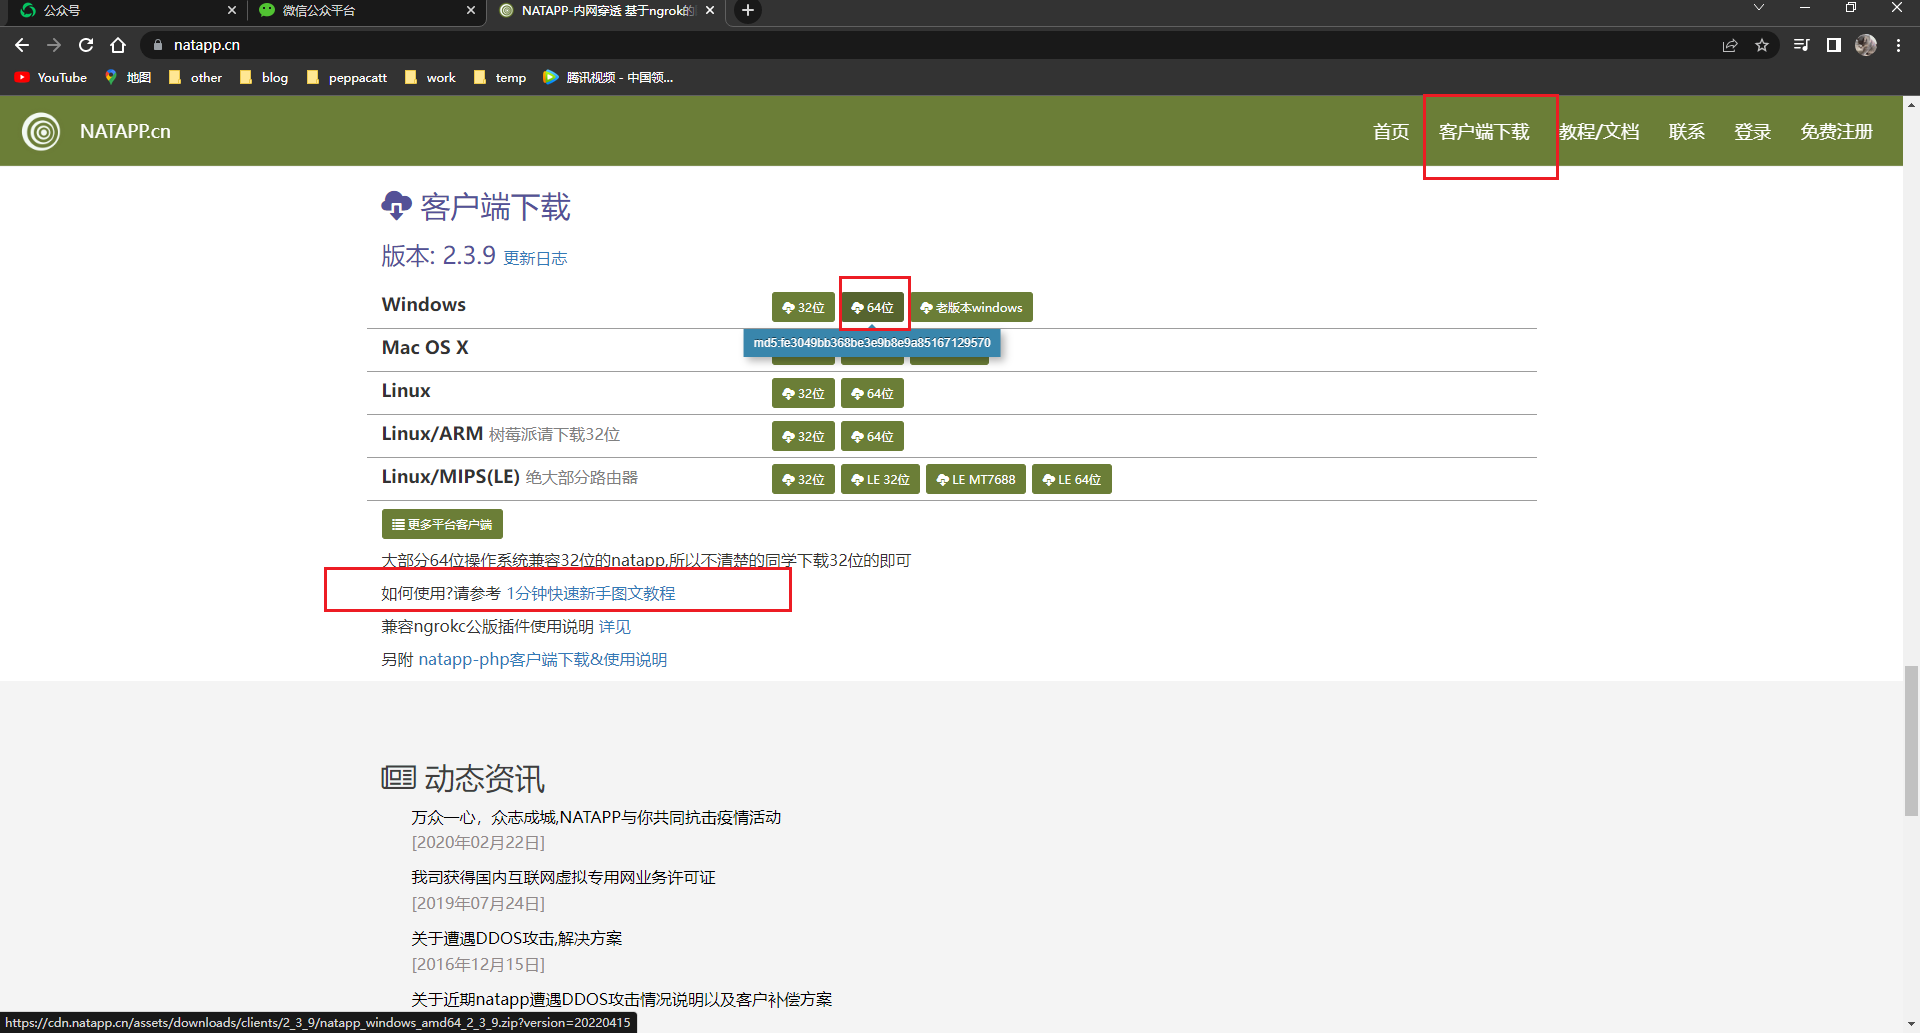 公众号
微信公众平台
NATAPP-内网穿透 基于ngrok的
natapp.cn
YouTube 地图 other blog peppacatt work temp 腾讯视频 - 中国领...
NATAPP.cn 首页 客户端下载 教程/文档 联系 登录 免费注册
客户端下载
版本: 2.3.9 更新日志
Windows 32位 64位 老版本windows
md5:fe3049bb368be3e9b8e9a85167129570
Mac OS X
Linux 32位 64位
Linux/ARM 树莓派请下载32位 32位 64位
Linux/MIPS(LE) 绝大部分路由器 32位 LE 32位 LE MT7688 LE 64位
更多平台客户端
大部分64位操作系统兼容32位的natapp,所以不清楚的同学下载32位的即可
如何使用?请参考 1分钟快速新手图文教程
兼容ngrokc公版插件使用说明 详见
另附 natapp-php客户端下载&使用说明
动态资讯
万众一心，众志成城,NATAPP与你共同抗击疫情活动
[2020年02月22日]
我司获得国内互联网虚拟专用网业务许可证
[2019年07月24日]
关于遭遇DDOS攻击,解决方案
[2016年12月15日]
关于近期natapp遭遇DDOS攻击情况说明以及客户补偿方案
https://cdn.natapp.cn/assets/downloads/clients/2_3_9/natapp_windows_amd64_2_3_9.zip?version=20220415